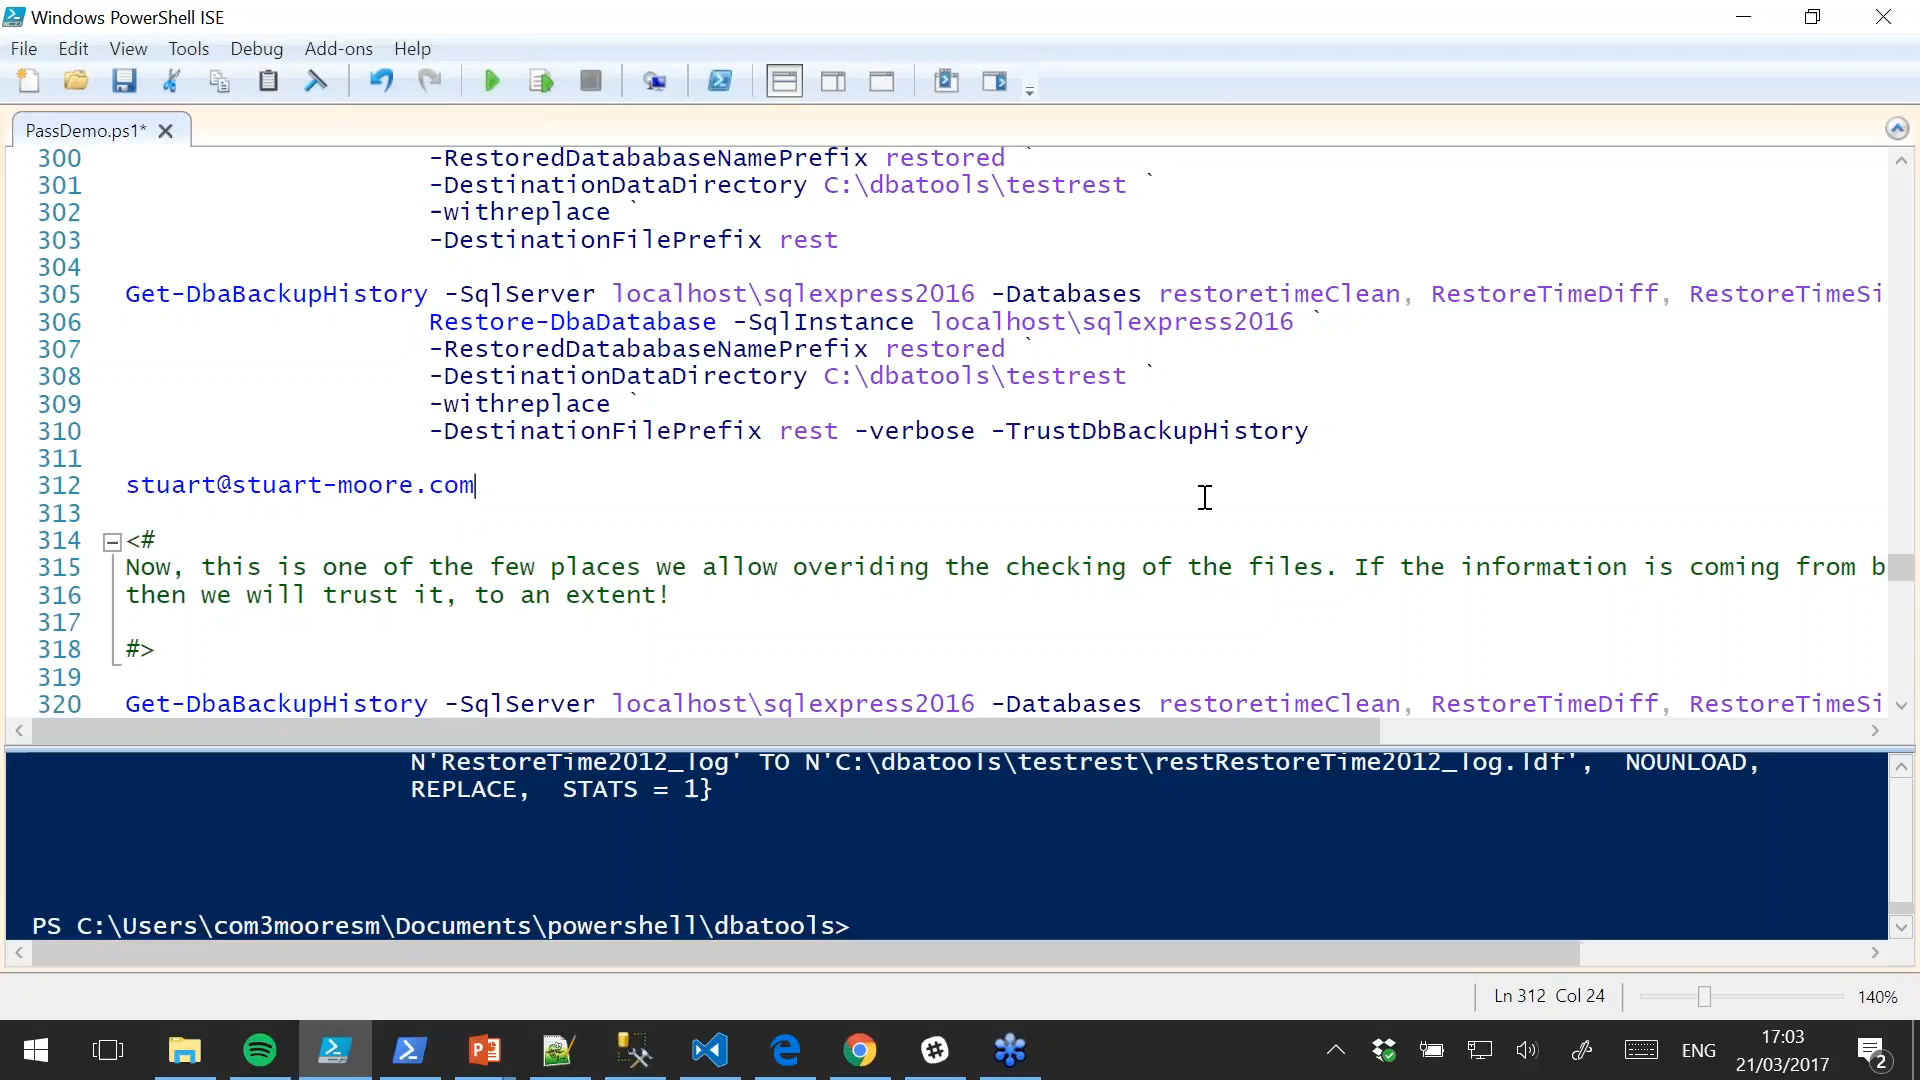 Windows PowerShell ISE
File Edit View Tools Debug Add-ons Help
PassDemo.ps1*
300 -RestoredDatababaseNamePrefix restored `
301 -DestinationDataDirectory C:\dbatools\testrest `
302 -withreplace `
303 -DestinationFilePrefix rest
304
305 Get-DbaBackupHistory -SqlServer localhost\sqlexpress2016 -Databases restoretimeClean, RestoreTimeDiff, RestoreTimeSi
306 Restore-DbaDatabase -SqlInstance localhost\sqlexpress2016 `
307 -RestoredDatababaseNamePrefix restored `
308 -DestinationDataDirectory C:\dbatools\testrest `
309 -withreplace `
310 -DestinationFilePrefix rest -verbose -TrustDbBackupHistory
311
312 stuart@stuart-moore.com
313
314 <#
315 Now, this is one of the few places we allow overiding the checking of the files. If the information is coming from b
316 then we will trust it, to an extent!
317
318 #>
319
320 Get-DbaBackupHistory -SqlServer localhost\sqlexpress2016 -Databases restoretimeClean, RestoreTimeDiff, RestoreTimeSi
N'RestoreTime2012_log' TO N'C:\dbatools\testrest\restRestoreTime2012_log.ldf', NOUNLOAD,
REPLACE, STATS = 1}
PS C:\Users\com3mooresm\Documents\powershell\dbatools>
Ln 312 Col 24 140%
ENG
17:03
21/03/2017
2